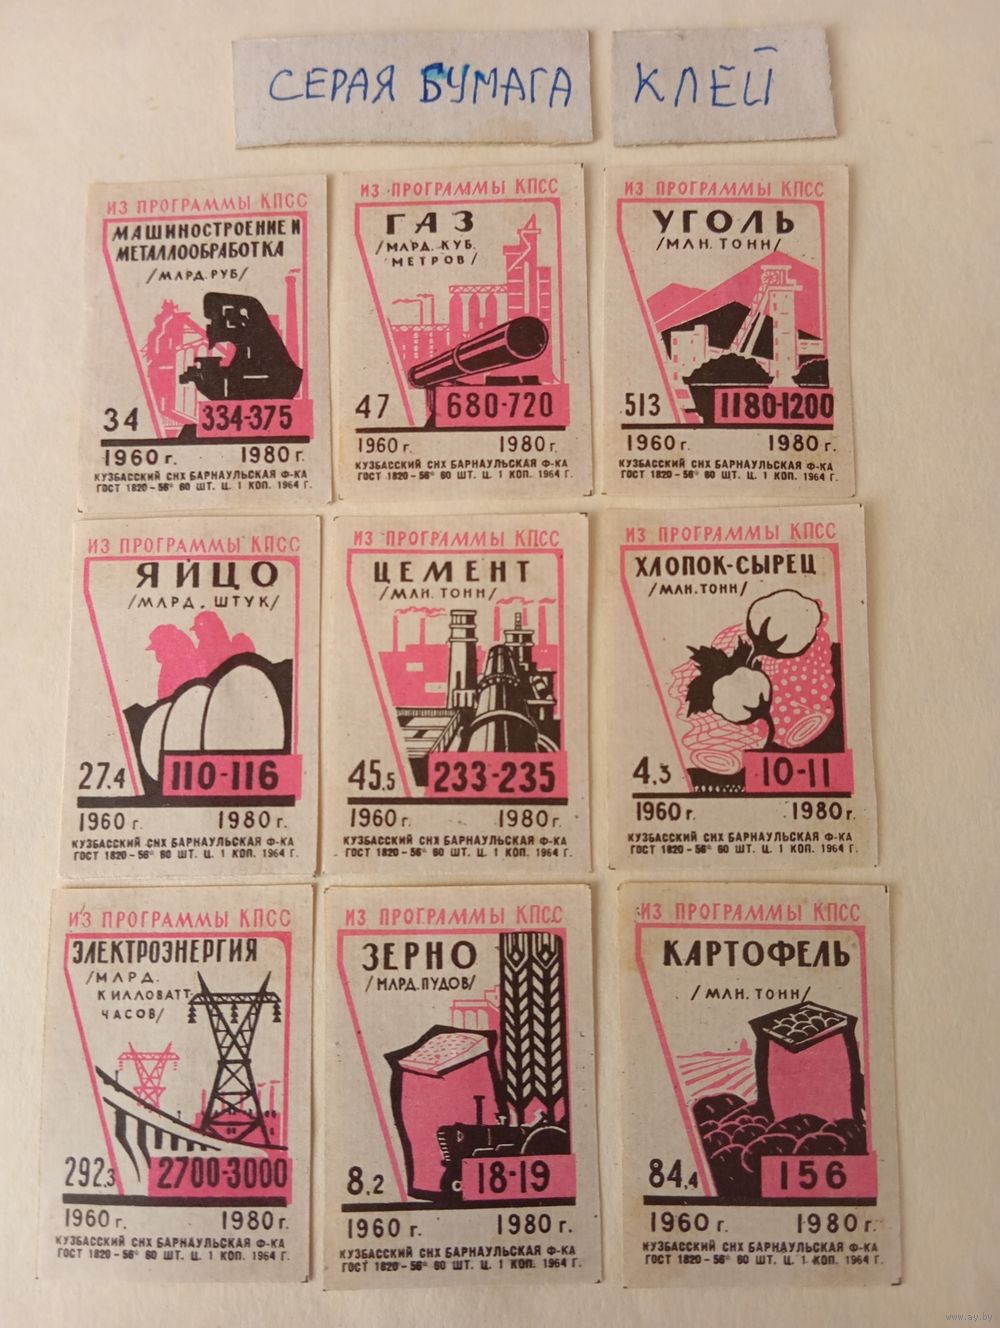 СЕРАЯ БУМАГА КЛЕЙ
ИЗ ПРОГРАММЫ КПСС
МАШИНОСТРОЕНИЕ И
МЕТАЛЛООБРАБОТКА
/МЛРД. РУБ/
34 334-375
1960 г. 1980 г.
КУЗБАССКИЙ СНХ БАРНАУЛЬСКАЯ Ф-КА
ГОСТ 1820-56* 60 ШТ. Ц. 1 КОП. 1964 Г.
ИЗ ПРОГРАММЫ КПСС
ГАЗ
/МЛРД. КУБ.
МЕТРОВ/
47 680-720
1960 г. 1980 г.
КУЗБАССКИЙ СНХ БАРНАУЛЬСКАЯ Ф-КА
ГОСТ 1820-56* 60 ШТ. Ц. 1 КОП. 1964 Г.
ИЗ ПРОГРАММЫ КПСС
УГОЛЬ
/МЛН. ТОНН/
513 1180-1200
1960 г. 1980 г.
КУЗБАССКИЙ СНХ БАРНАУЛЬСКАЯ Ф-КА
ГОСТ 1820-56* 60 ШТ. Ц. 1 КОП. 1964 Г.
ИЗ ПРОГРАММЫ КПСС
ЯЙЦО
/МЛРД. ШТУК/
27.4 110-116
1960 г. 1980 г.
КУЗБАССКИЙ СНХ БАРНАУЛЬСКАЯ Ф-КА
ГОСТ 1820-56* 60 ШТ. Ц. 1 КОП. 1964 Г.
ИЗ ПРОГРАММЫ КПСС
ЦЕМЕНТ
/МЛН. ТОНН/
45.5 233-235
1960 г. 1980 г.
КУЗБАССКИЙ СНХ БАРНАУЛЬСКАЯ Ф-КА
ГОСТ 1820-56* 60 ШТ. Ц. 1 КОП. 1964 Г.
ИЗ ПРОГРАММЫ КПСС
ХЛОПОК-СЫРЕЦ
/МЛН. ТОНН/
4.3 10-11
1960 г. 1980 г.
КУЗБАССКИЙ СНХ БАРНАУЛЬСКАЯ Ф-КА
ГОСТ 1820-56* 60 ШТ. Ц. 1 КОП. 1964 Г.
ИЗ ПРОГРАММЫ КПСС
ЭЛЕКТРОЭНЕРГИЯ
/МЛРД.
КИЛЛОВАТТ-
ЧАСОВ/
292.3 2700-3000
1960 г. 1980 г.
КУЗБАССКИЙ СНХ БАРНАУЛЬСКАЯ Ф-КА
ГОСТ 1820-56* 60 ШТ. Ц. 1 КОП. 1964 Г.
ИЗ ПРОГРАММЫ КПСС
ЗЕРНО
/МЛРД. ПУДОВ/
8.2 18-19
1960 г. 1980 г.
КУЗБАССКИЙ СНХ БАРНАУЛЬСКАЯ Ф-КА
ГОСТ 1820-56* 60 ШТ. Ц. 1 КОП. 1964 Г.
ИЗ ПРОГРАММЫ КПСС
КАРТОФЕЛЬ
/МЛН. ТОНН/
84.4 156
1960 г. 1980 г.
КУЗБАССКИЙ СНХ БАРНАУЛЬСКАЯ Ф-КА
ГОСТ 1820-56* 60 ШТ. Ц. 1 КОП. 1964 Г.
www.ay.by